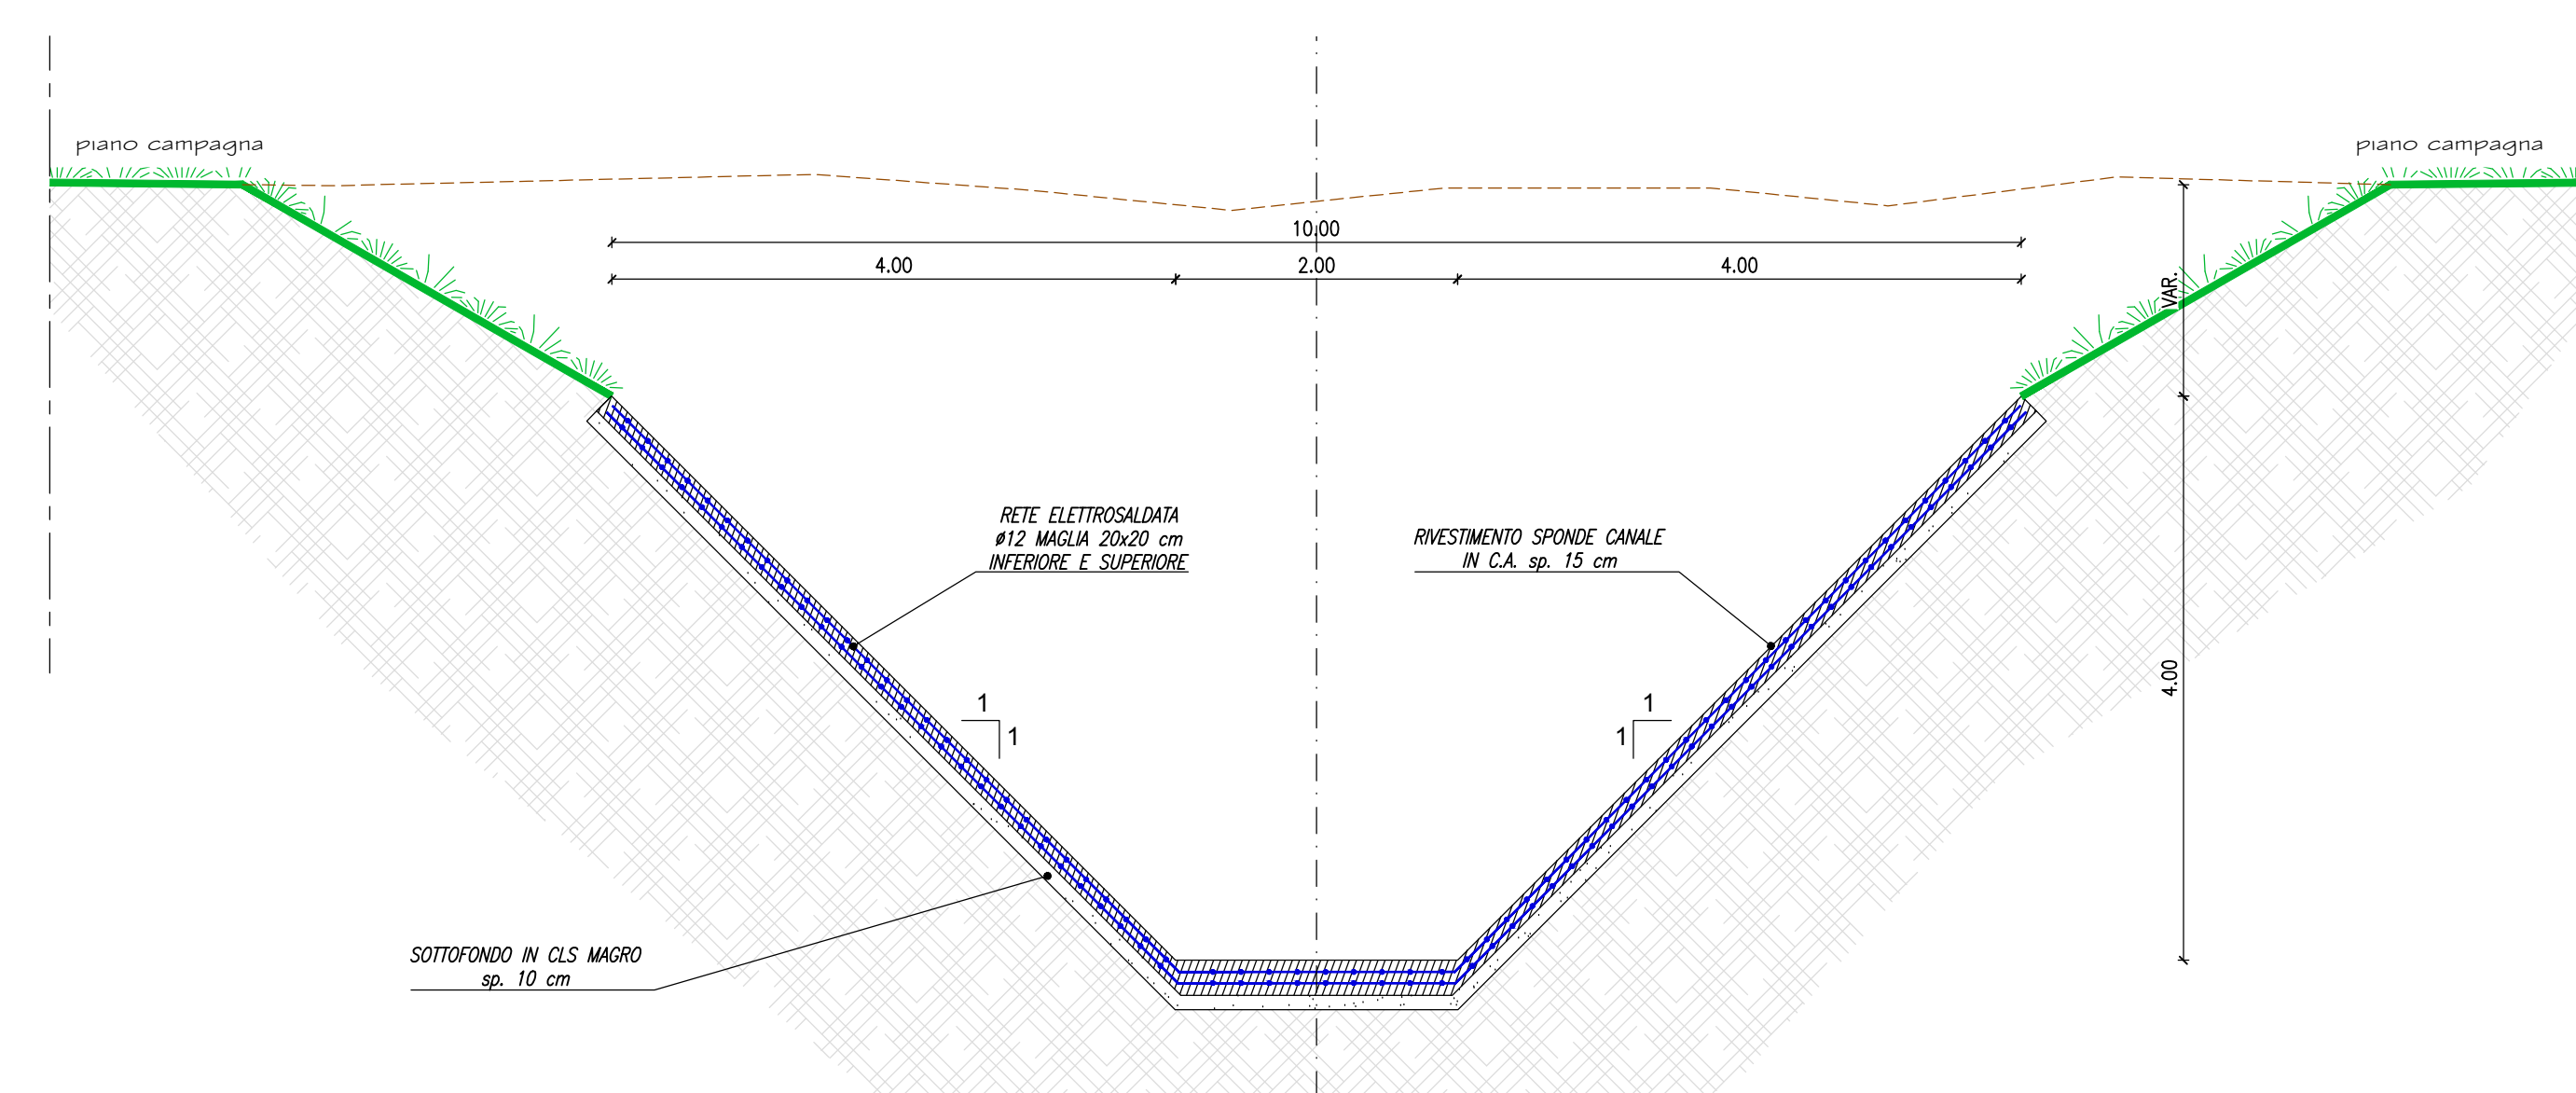 piano campagna
piano campagna
10.00
4.00
2.00
4.00
VAR.
RETE ELETTROSALDATA
ø12 MAGLIA 20x20 cm
INFERIORE E SUPERIORE
RIVESTIMENTO SPONDE CANALE
IN C.A. sp. 15 cm
4.00
1
1
1
1
SOTTOFONDO IN CLS MAGRO
sp. 10 cm